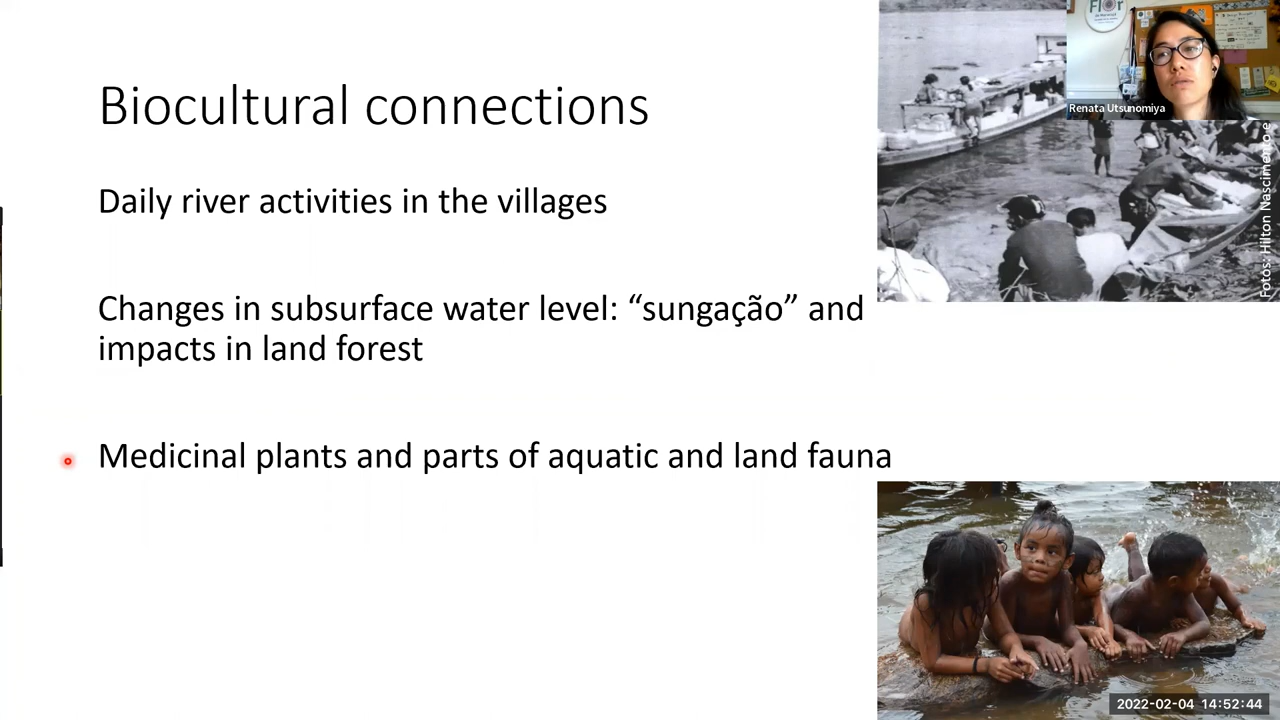 Biocultural connections
Daily river activities in the villages
Changes in subsurface water level: “sungação” and
impacts in land forest
Medicinal plants and parts of aquatic and land fauna
Flor
Renata Utsunomiya
Fotos: Hilton Nascimento e
2022-02-04 14:52:44